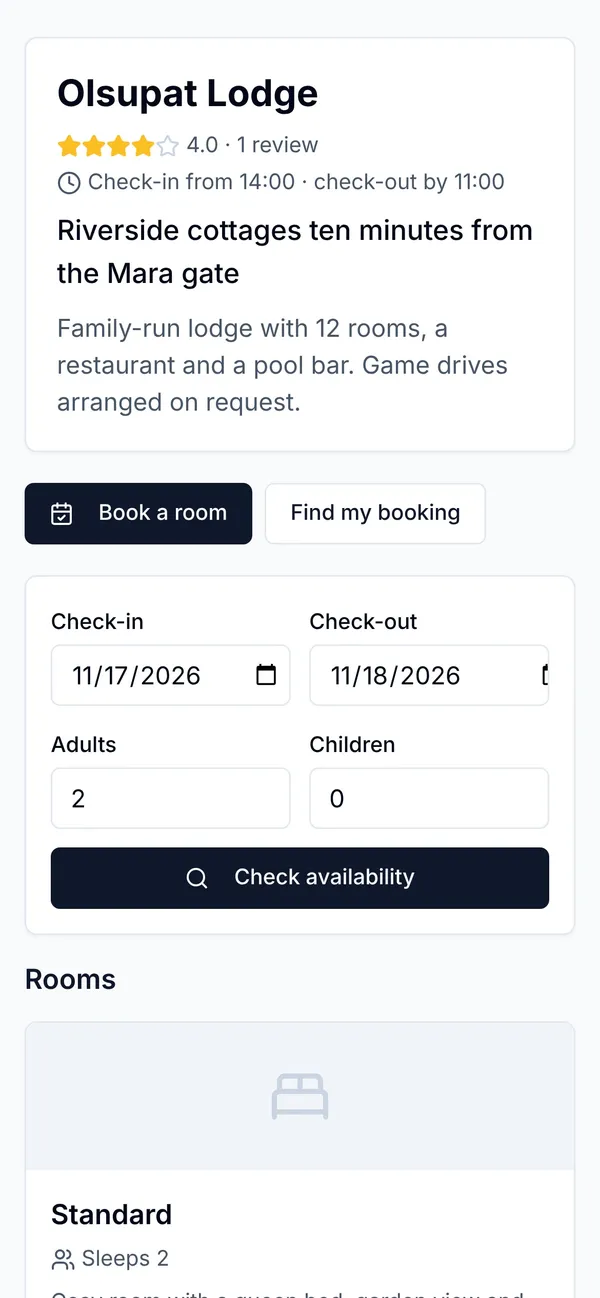 Olsupat Lodge
4.0 · 1 review
Check-in from 14:00 · check-out by 11:00
Riverside cottages ten minutes from
the Mara gate
Family-run lodge with 12 rooms, a
restaurant and a pool bar. Game drives
arranged on request.
Book a room
Find my booking
Check-in
Check-out
11/17/2026
11/18/2026
Adults
Children
2
0
Check availability
Rooms
Standard
Sleeps 2